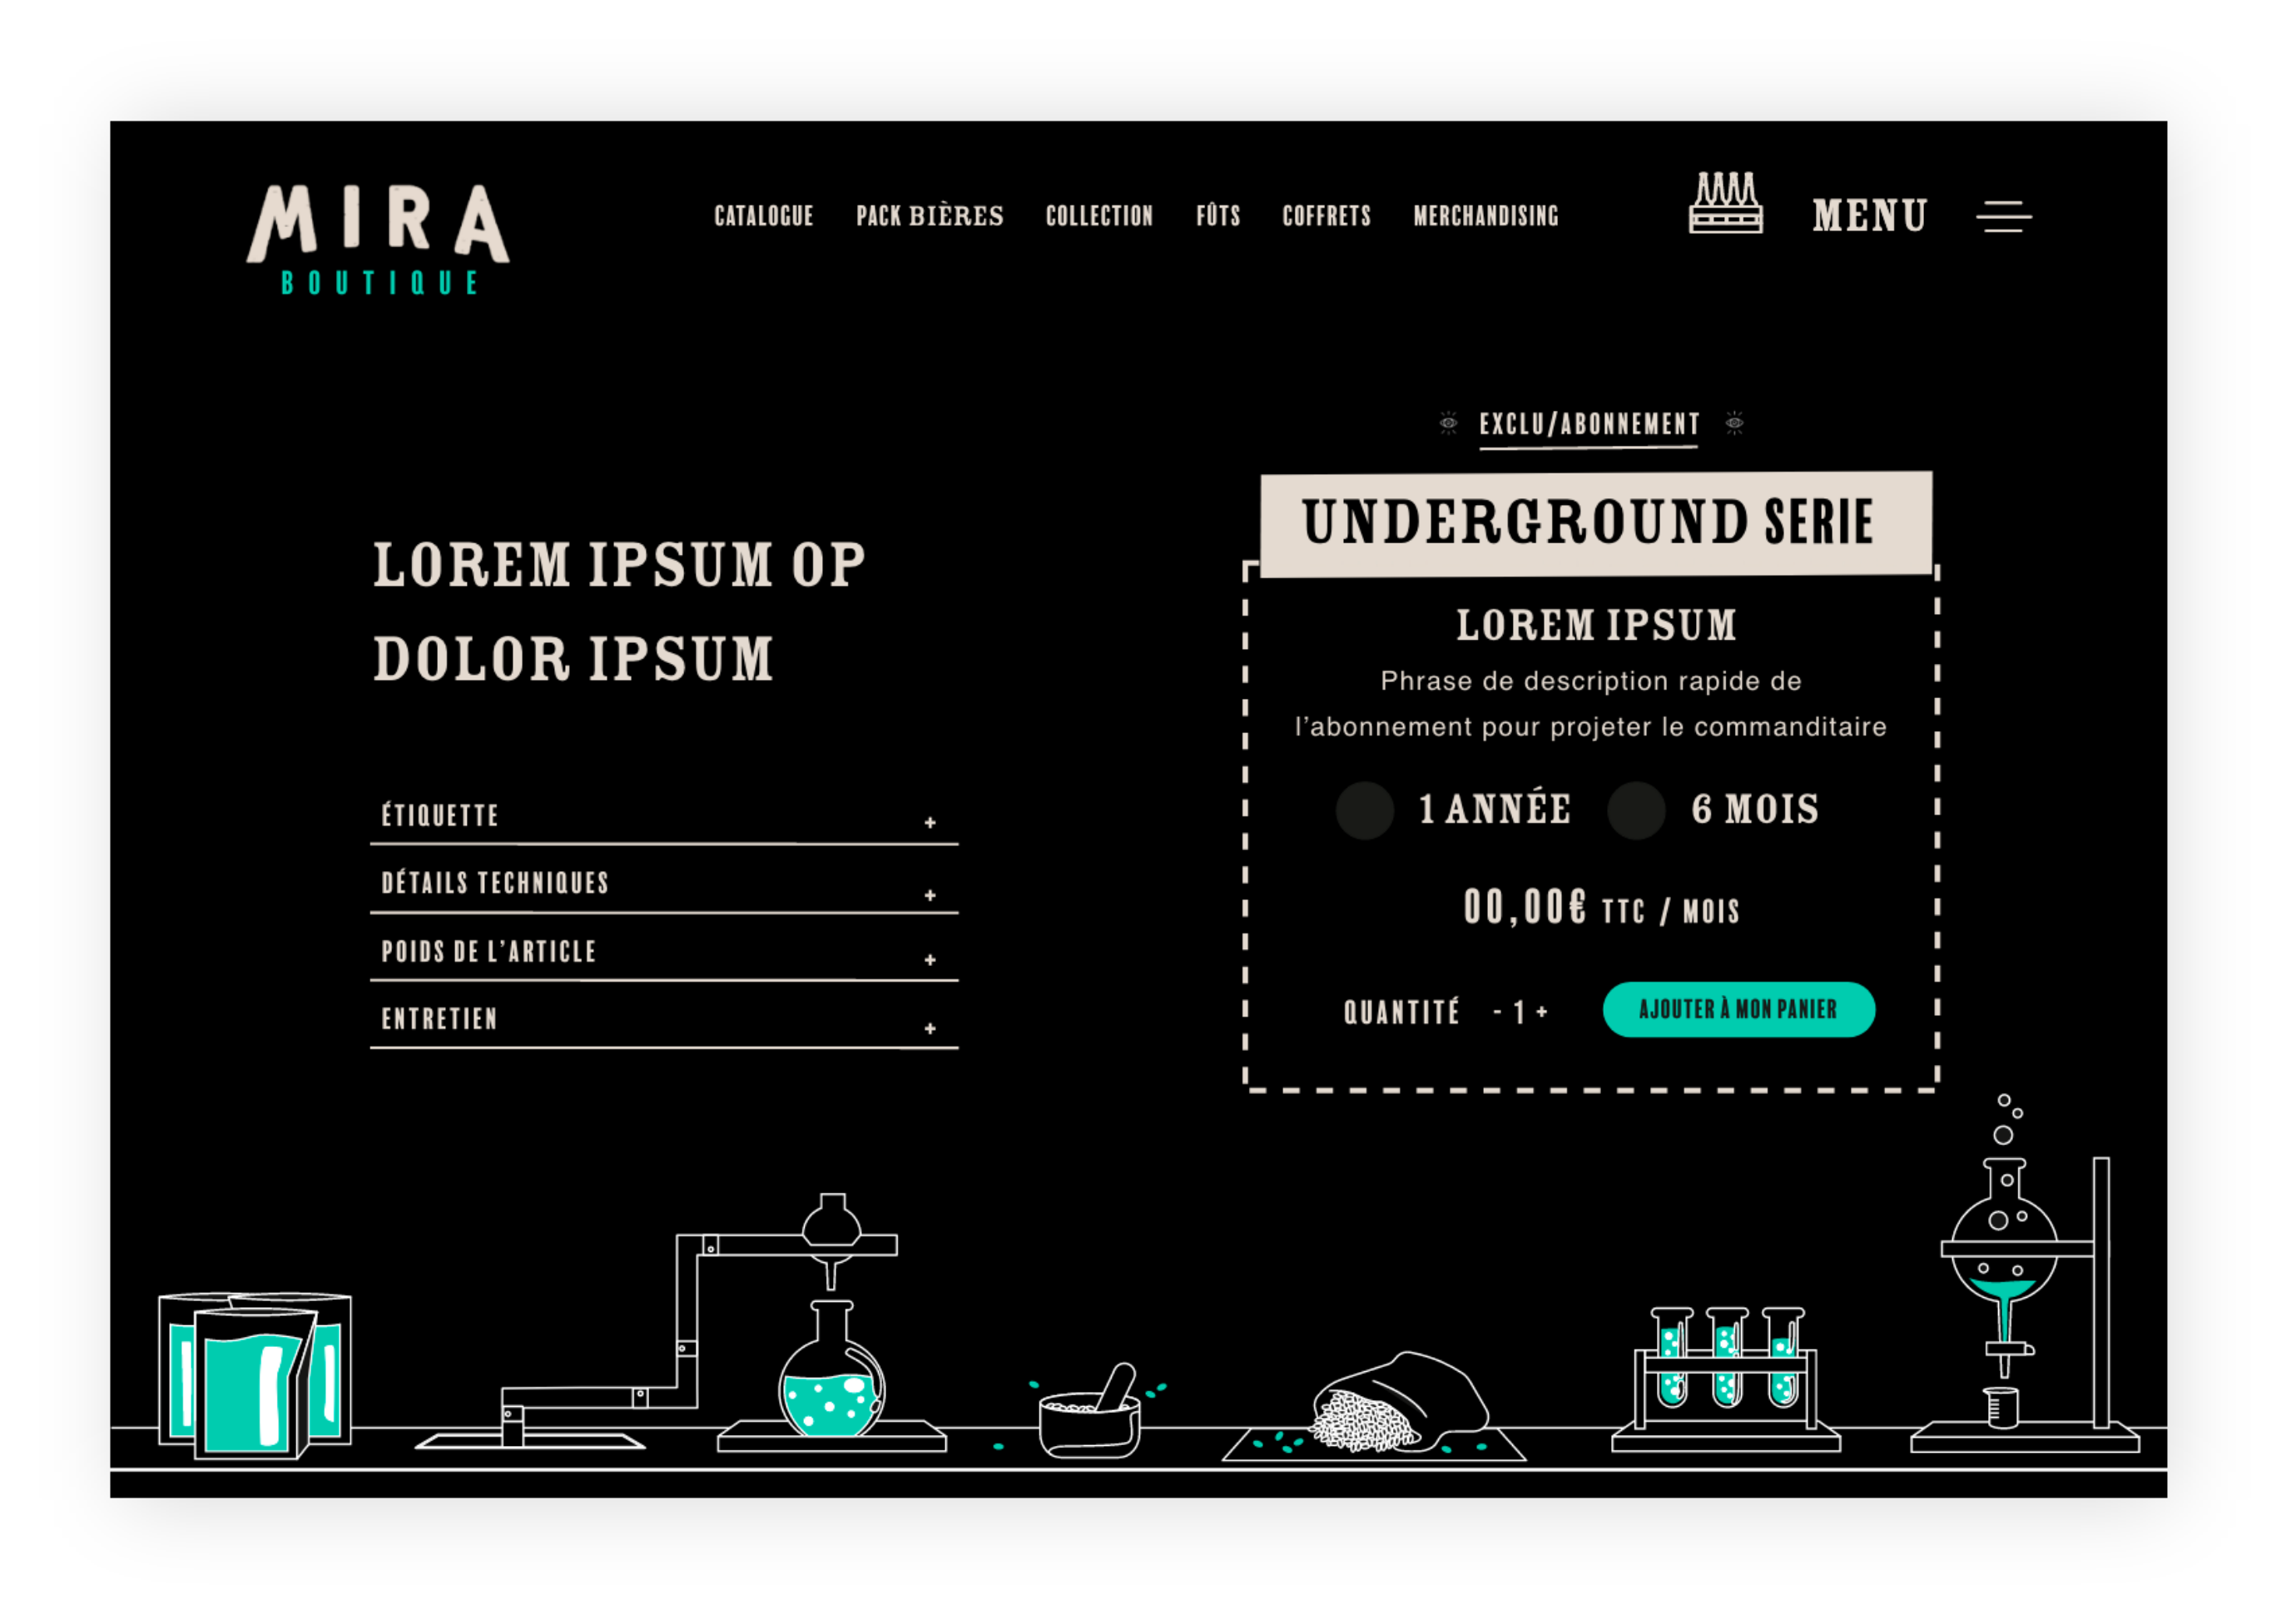 MIRA
BOUTIQUE
CATALOGUE PACK BIÈRES COLLECTION FÛTS COFFRETS MERCHANDISING
MENU
LOREM IPSUM OP
DOLOR IPSUM
ÉTIQUETTE +
DÉTAILS TECHNIQUES +
POIDS DE L’ARTICLE +
ENTRETIEN +
EXCLU/ABONNEMENT
UNDERGROUND SERIE
LOREM IPSUM
Phrase de description rapide de
l’abonnement pour projeter le commanditaire
1 ANNÉE 6 MOIS
00,00€ TTC / MOIS
QUANTITÉ - 1 + AJOUTER À MON PANIER